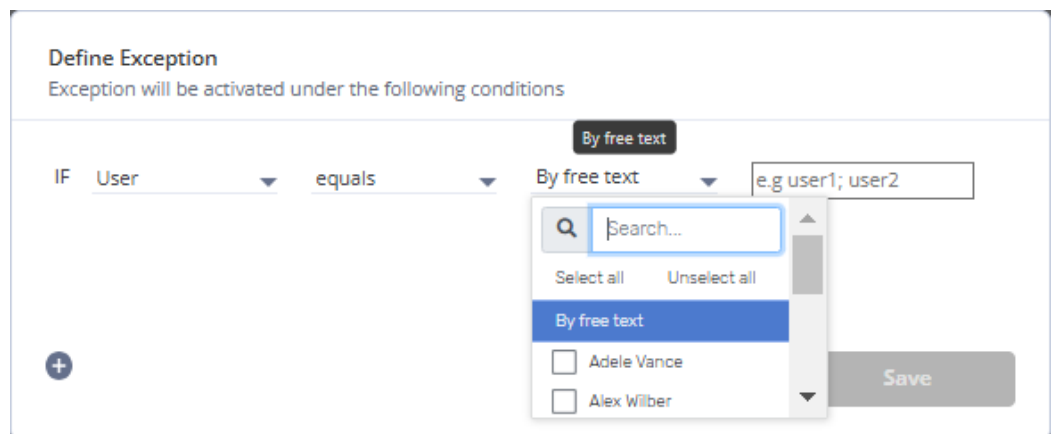 Define Exception
Exception will be activated under the following conditions
By free text
IF User equals By free text e.g user1; user2
Search...
Select all Unselect all
By free text
Adele Vance
Save
Alex Wilber